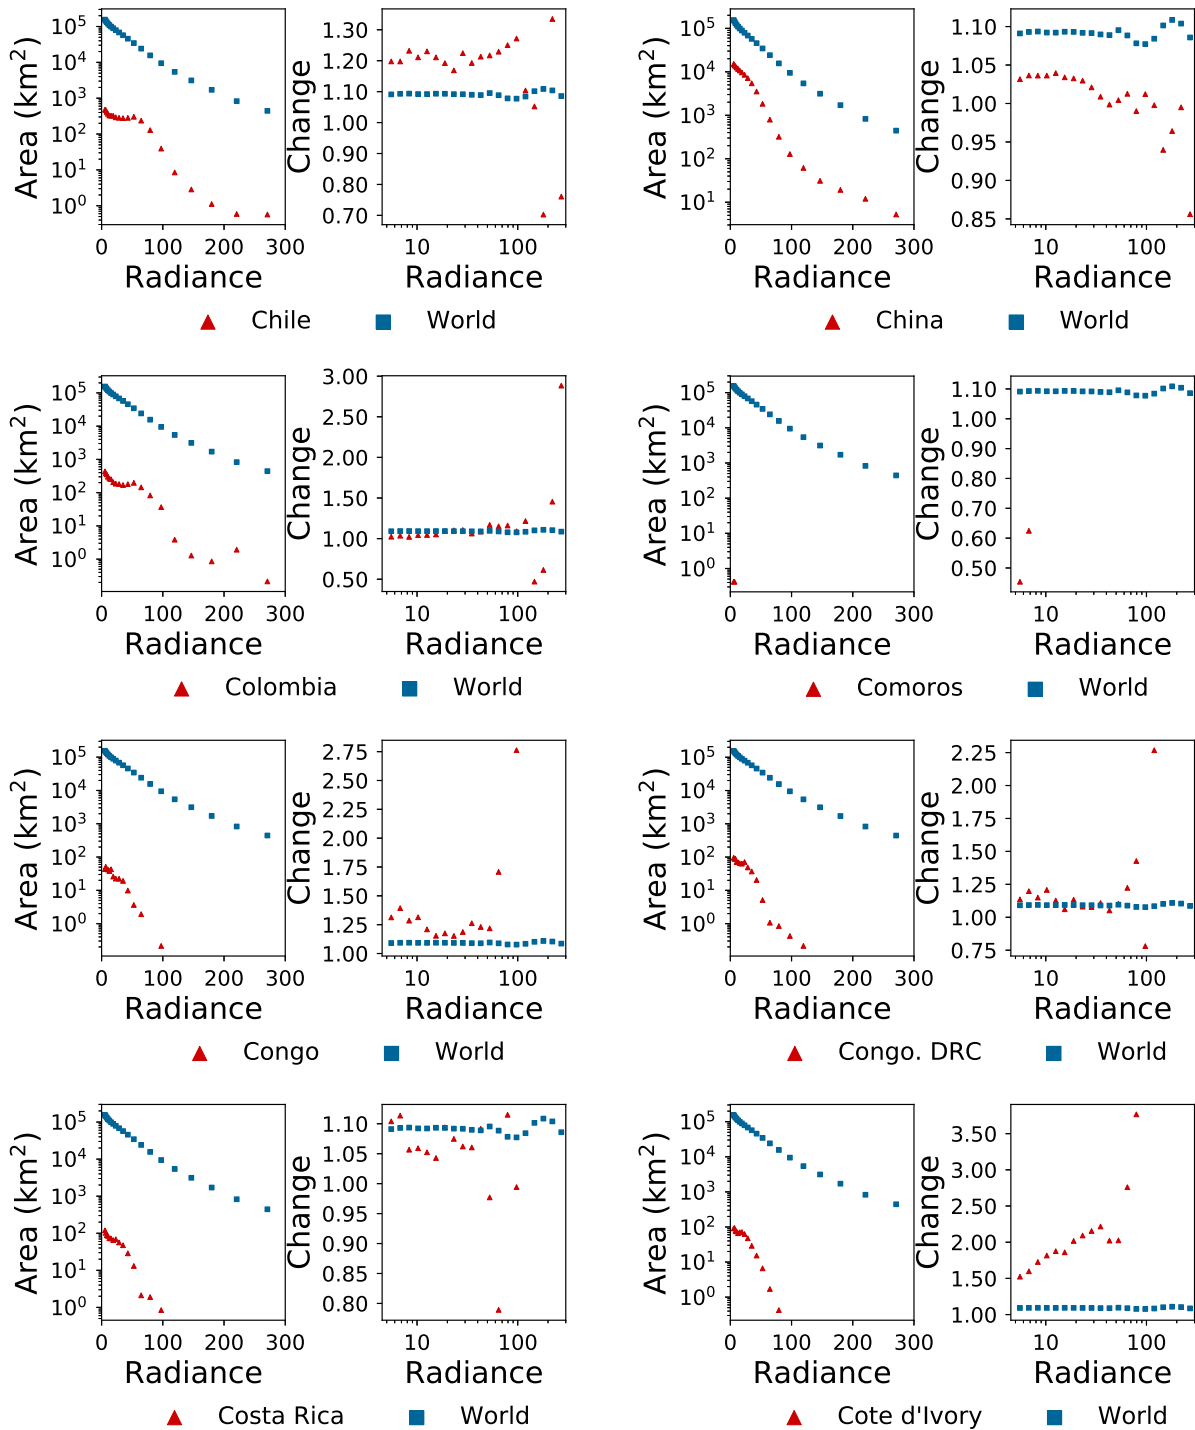 Area (km²)
10⁵
10⁴
10³
10²
10¹
10⁰
0 100 200 300
Radiance
Change
1.30
1.20
1.10
1.00
0.90
0.80
0.70
10 100
Radiance
Chile World
Area (km²)
10⁵
10⁴
10³
10²
10¹
0 100 200 300
Radiance
Change
1.10
1.05
1.00
0.95
0.90
0.85
10 100
Radiance
China World
Area (km²)
10⁵
10⁴
10³
10²
10¹
10⁰
0 100 200 300
Radiance
Change
3.00
2.50
2.00
1.50
1.00
0.50
10 100
Radiance
Colombia World
Area (km²)
10⁵
10⁴
10³
10²
10¹
10⁰
0 100 200 300
Radiance
Change
1.10
1.00
0.90
0.80
0.70
0.60
0.50
10 100
Radiance
Comoros World
Area (km²)
10⁵
10⁴
10³
10²
10¹
10⁰
0 100 200 300
Radiance
Change
2.75
2.50
2.25
2.00
1.75
1.50
1.25
1.00
10 100
Radiance
Congo World
Area (km²)
10⁵
10⁴
10³
10²
10¹
10⁰
0 100 200 300
Radiance
Change
2.25
2.00
1.75
1.50
1.25
1.00
0.75
10 100
Radiance
Congo. DRC World
Area (km²)
10⁵
10⁴
10³
10²
10¹
10⁰
0 100 200 300
Radiance
Change
1.10
1.05
1.00
0.95
0.90
0.85
0.80
10 100
Radiance
Costa Rica World
Area (km²)
10⁵
10⁴
10³
10²
10¹
10⁰
0 100 200 300
Radiance
Change
3.50
3.00
2.50
2.00
1.50
1.00
10 100
Radiance
Cote d'Ivory World